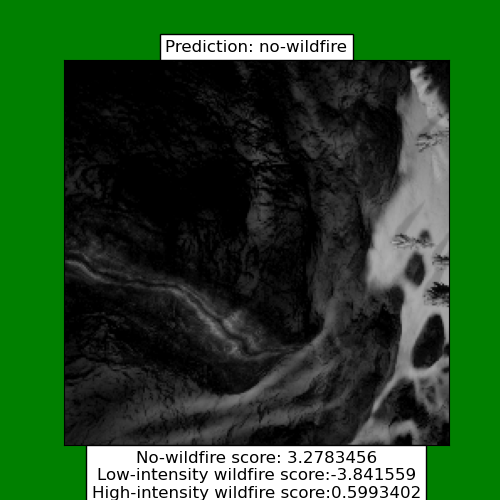 Prediction: no-wildfire
No-wildfire score: 3.2783456
Low-intensity wildfire score:-3.841559
High-intensity wildfire score:0.5993402